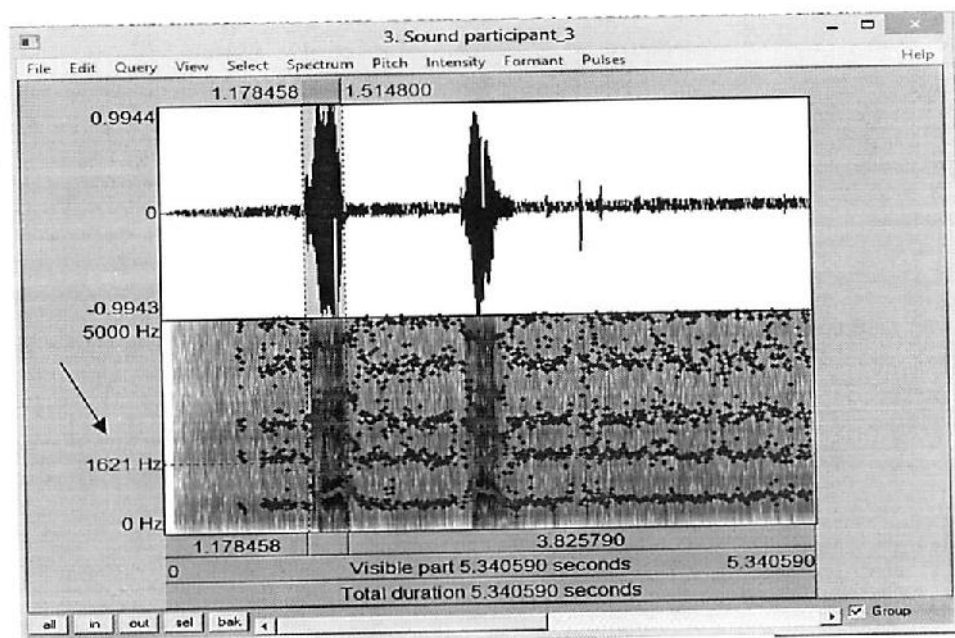 3. Sound participant_3
File Edit Query View Select Spectrum Pitch Intensity Formant Pulses Help
1.178458 1.514800
0.9944
0
-0.9943
5000 Hz
1621 Hz
0 Hz
1.178458 3.825790
0 Visible part 5.340590 seconds 5.340590
Total duration 5.340590 seconds
all in out sel bak Group